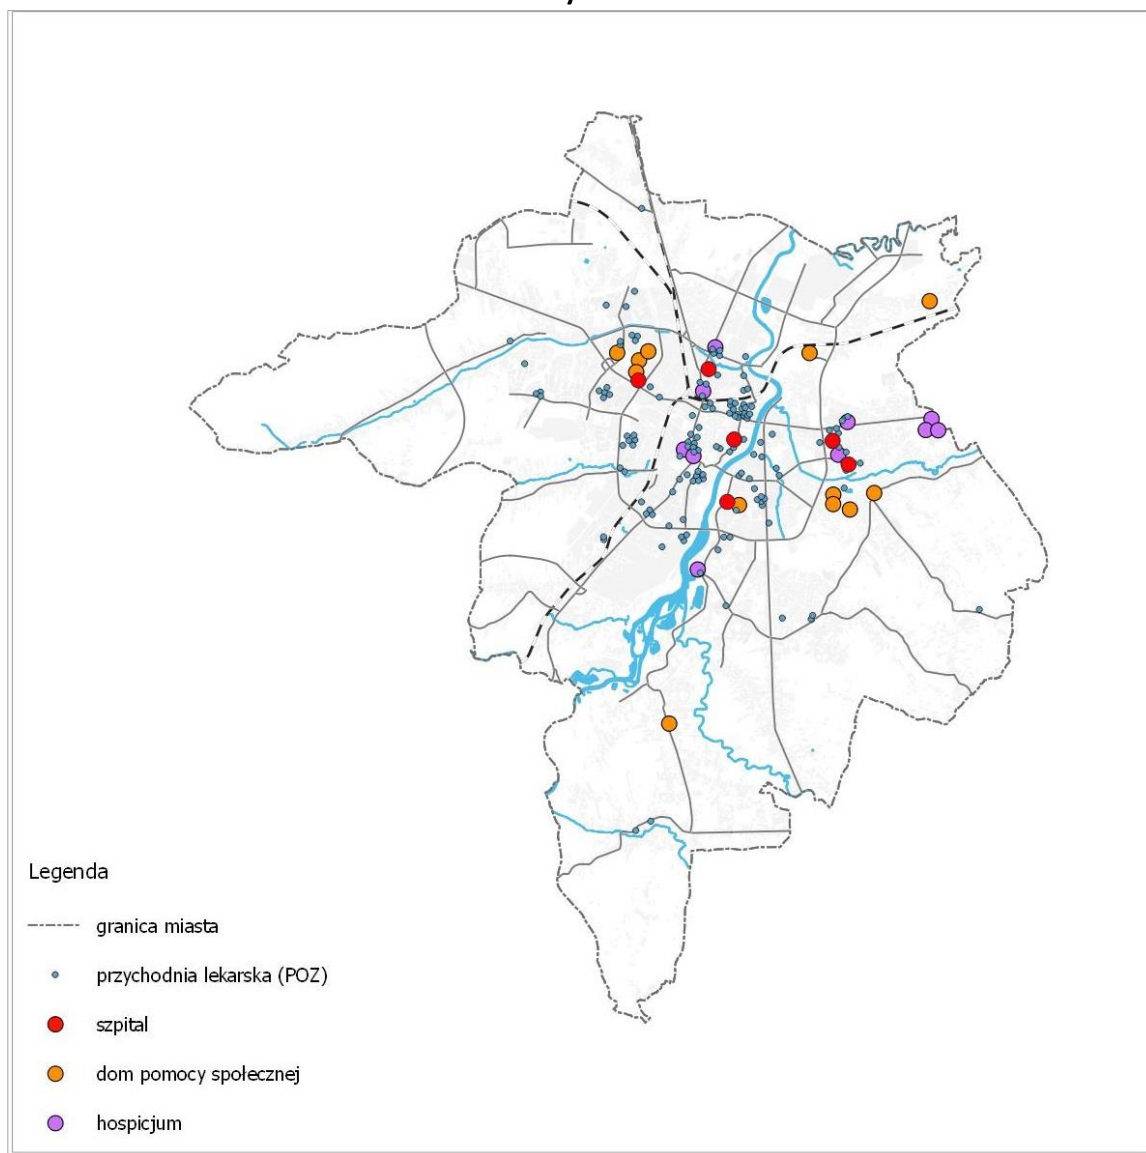 Legenda
granica miasta
przychodnia lekarska (POZ)
szpital
dom pomocy społecznej
hospicjum